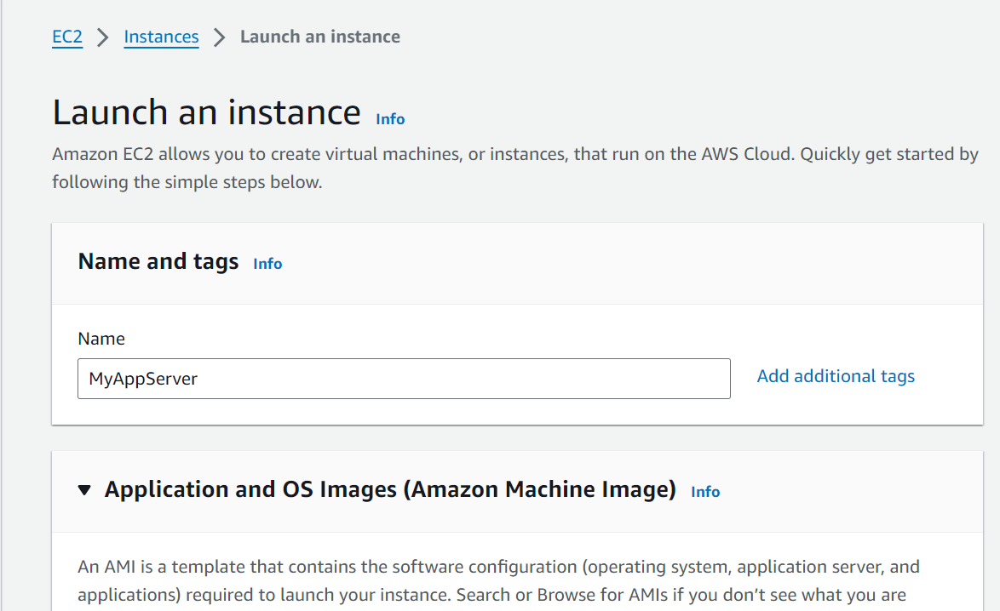 EC2 > Instances > Launch an instance
Launch an instance Info
Amazon EC2 allows you to create virtual machines, or instances, that run on the AWS Cloud. Quickly get started by
following the simple steps below.
Name and tags Info
Name
MyAppServer
Add additional tags
Application and OS Images (Amazon Machine Image) Info
An AMI is a template that contains the software configuration (operating system, application server, and
applications) required to launch your instance. Search or Browse for AMIs if you don’t see what you are